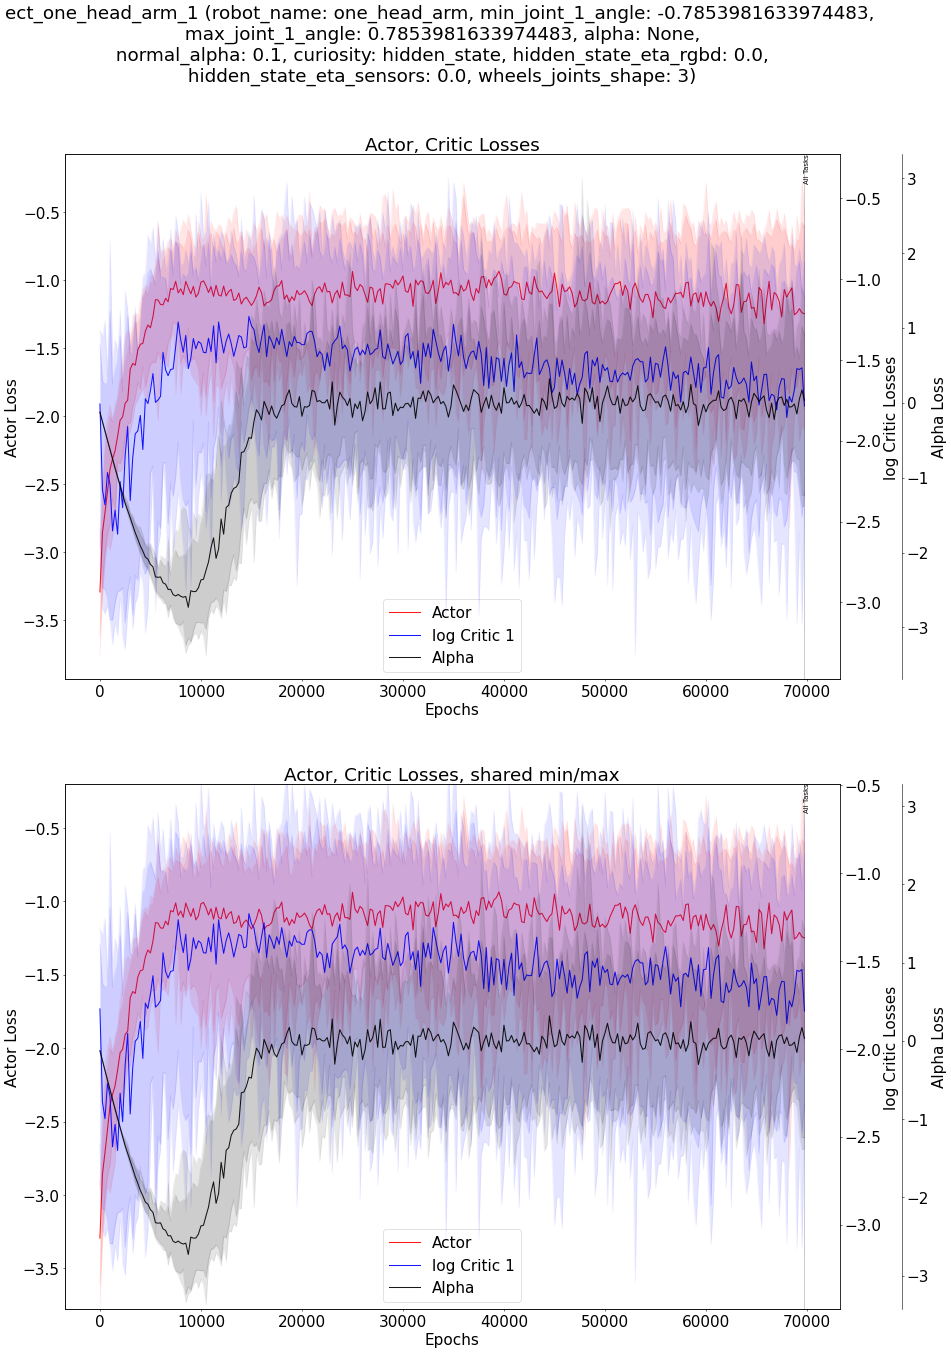 ect_one_head_arm_1 (robot_name: one_head_arm, min_joint_1_angle: -0.7853981633974483,
max_joint_1_angle: 0.7853981633974483, alpha: None,
normal_alpha: 0.1, curiosity: hidden_state, hidden_state_eta_rgbd: 0.0,
hidden_state_eta_sensors: 0.0, wheels_joints_shape: 3)
Actor, Critic Losses
All Tasks
−0.5
−1.0
−1.5
−2.0
−2.5
−3.0
−3.5
Actor Loss
−0.5
−1.0
−1.5
−2.0
−2.5
−3.0
log Critic Losses
3
2
1
0
−1
−2
−3
Alpha Loss
Actor
log Critic 1
Alpha
0 10000 20000 30000 40000 50000 60000 70000
Epochs
Actor, Critic Losses, shared min/max
All Tasks
−0.5
−1.0
−1.5
−2.0
−2.5
−3.0
−3.5
Actor Loss
−0.5
−1.0
−1.5
−2.0
−2.5
−3.0
log Critic Losses
3
2
1
0
−1
−2
−3
Alpha Loss
Actor
log Critic 1
Alpha
0 10000 20000 30000 40000 50000 60000 70000
Epochs